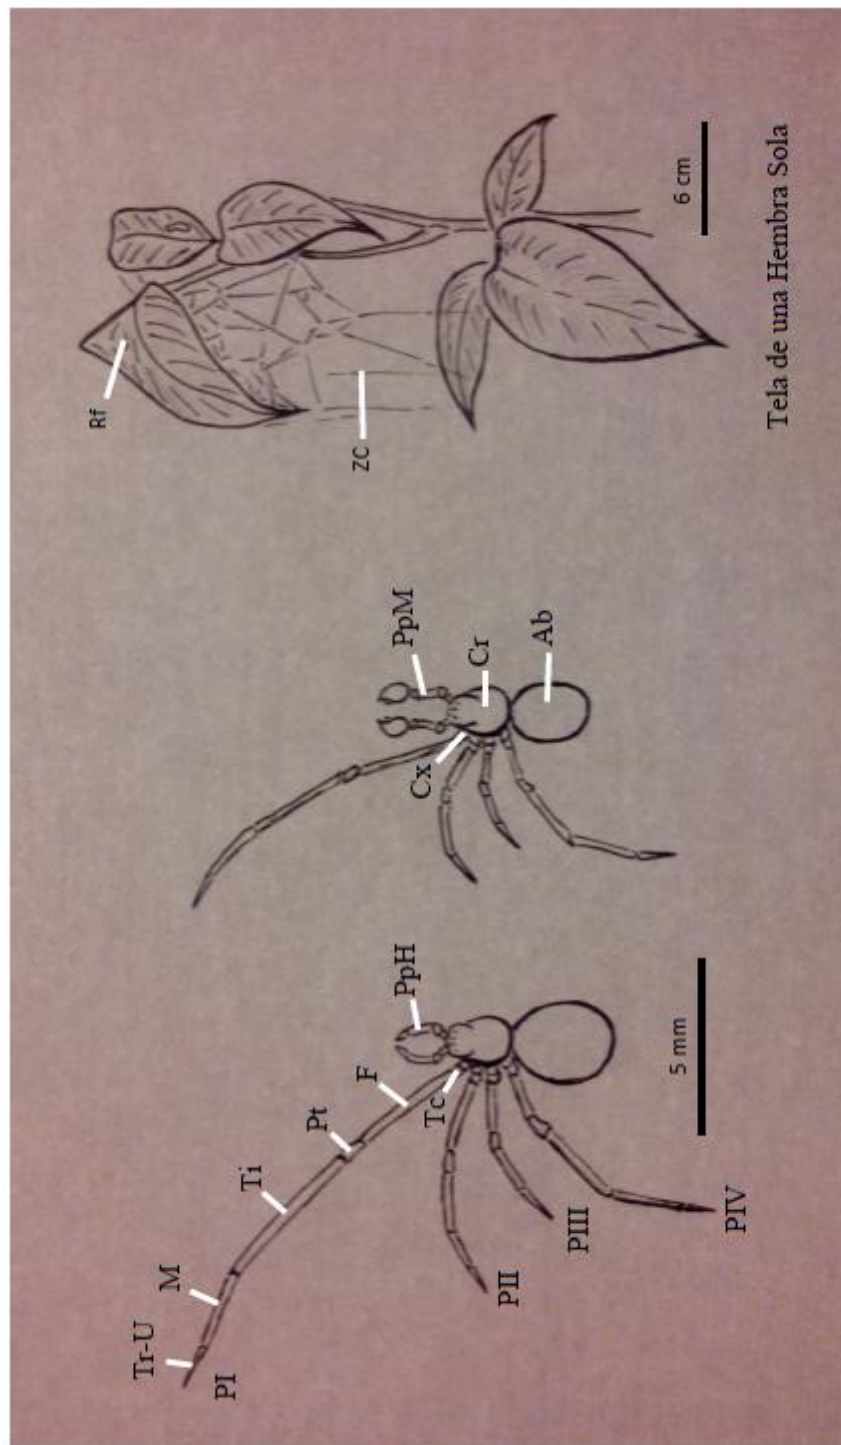 Tr-U
M
Ti
Pt
F
PpH
Tc
PI
PII
PIII
PIV
5 mm
PpM
Cx
Cr
Ab
Rf
ZC
6 cm
Tela de una Hembra Sola